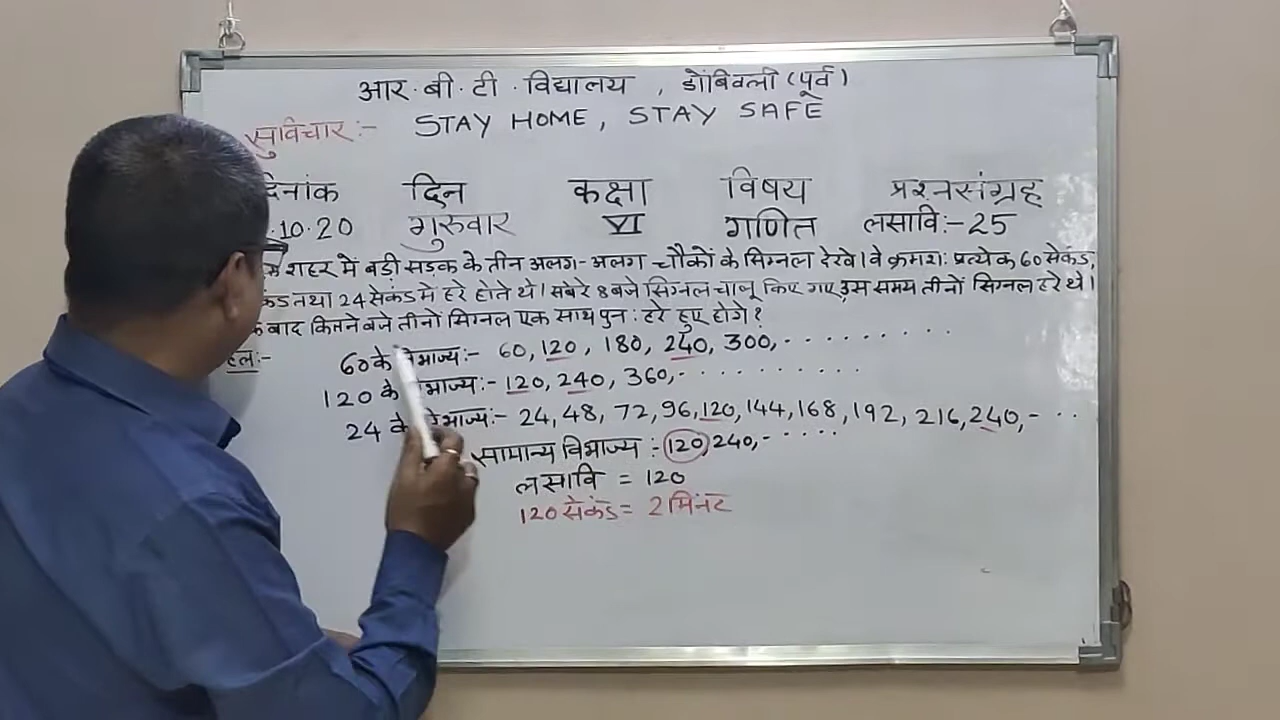 आर.बी.टी.विद्यालय , डोंबिवली (पूर्व)
सुविचार:- STAY HOME, STAY SAFE
दिनांक दिन कक्षा विषय प्रश्नसंग्रह
.10.20 गुरुवार VI गणित लसावि:-25
शहर में बड़ी सडक के तीन अलग-अलग चौकों के सिग्नल देखे। वे क्रमश: प्रत्येक 60 सेकंड,
तथा 24 सेकंड मे हरे होते थे। सबेरे 8 बजे सिग्नल चालू किए गए उस समय तीनों सिग्नल हरे थे।
बाद कितने बजे तीनो सिग्नल एक साथ पुन: हरे हुए होगे?
हल:- 60 के विभाज्य:- 60, 120, 180, 240, 300,- . . . . . . . . .
120 के विभाज्य:- 120, 240, 360,- . . . . . . . . . .
24 के विभाज्य:- 24, 48, 72, 96, 120, 144, 168, 192, 216, 240,- . .
सामान्य विभाज्य :- 120, 240,- . . . .
लसावि = 120
120 सेकंड = 2 मिनंट